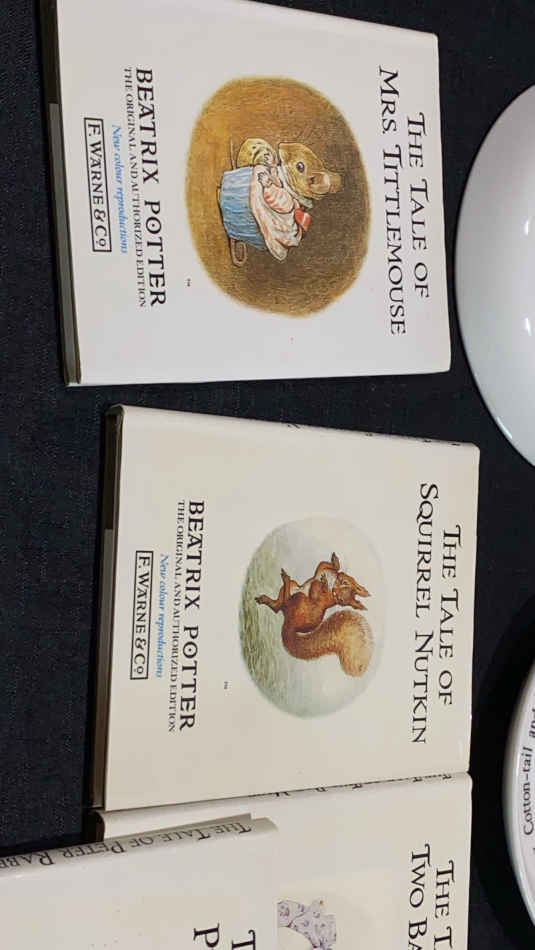 THE TALE OF
MRS. TITTLEMOUSE
BEATRIX POTTER
THE ORIGINAL AND AUTHORIZED EDITION
New colour reproductions
F. WARNE & Co
THE TALE OF
SQUIRREL NUTKIN
BEATRIX POTTER
THE ORIGINAL AND AUTHORIZED EDITION
New colour reproductions
F. WARNE & Co
THE T
TWO BA
THE TALE OF PETER RABB
T
P
Cotton-tail